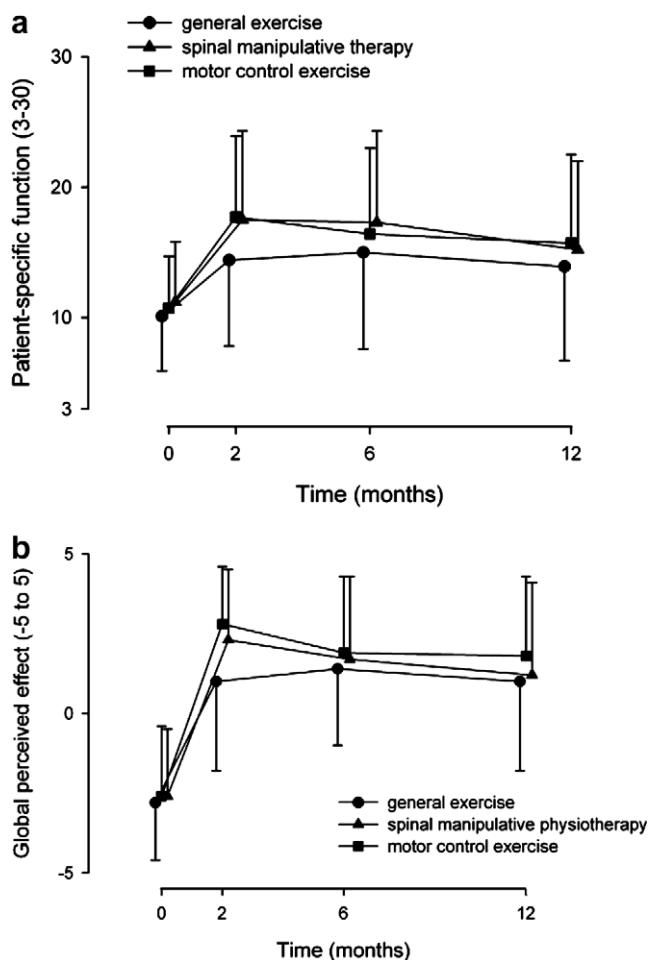 a
general exercise
spinal manipulative therapy
motor control exercise
Patient-specific function (3-30)
30
20
10
3
0 2 6 12
Time (months)
b
Global perceived effect (-5 to 5)
5
0
-5
general exercise
spinal manipulative physiotherapy
motor control exercise
0 2 6 12
Time (months)